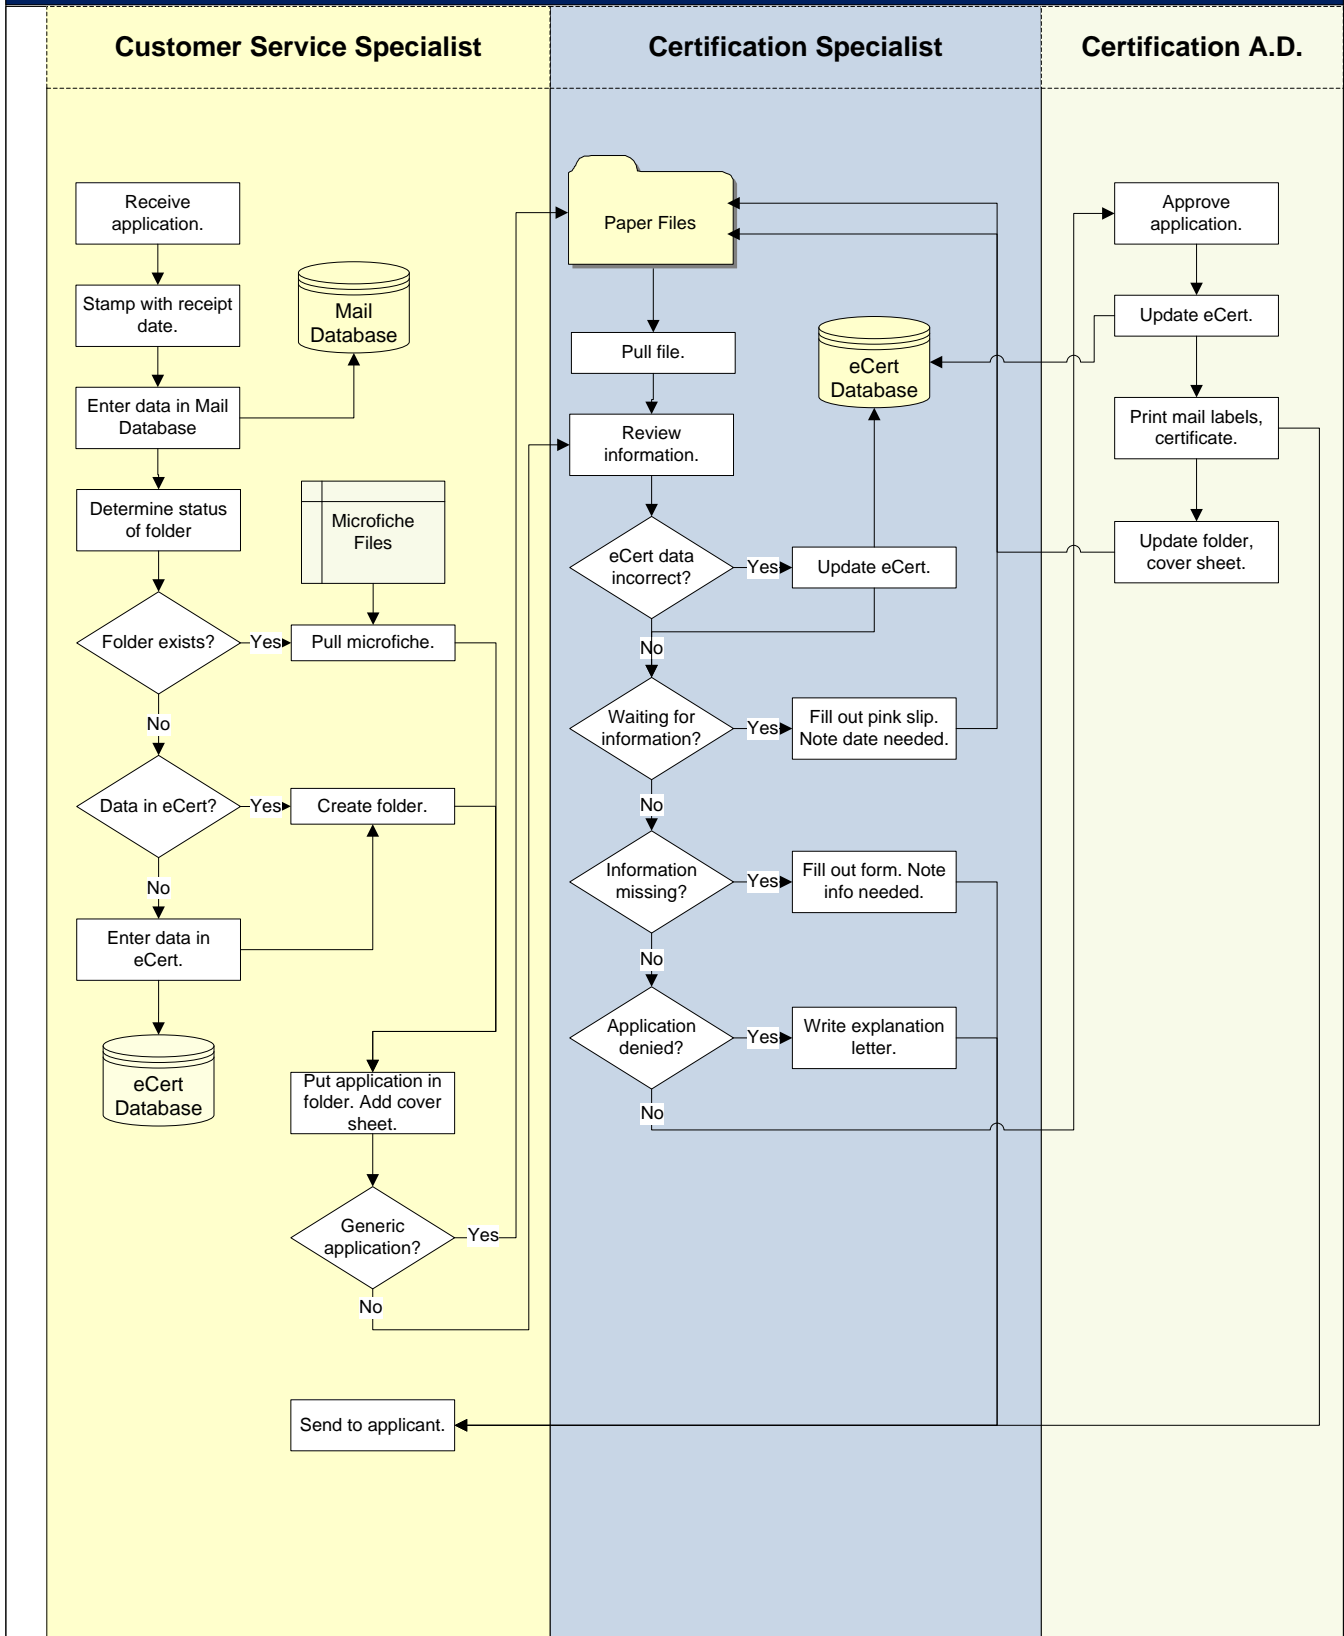 Customer Service Specialist
Certification Specialist
Certification A.D.
Receive
application.
Stamp with receipt
date.
Mail
Database
Enter data in Mail
Database
Determine status
of folder
Microfiche
Files
Folder exists?
Yes
Pull microfiche.
No
Data in eCert?
Yes
Create folder.
No
Enter data in
eCert.
eCert
Database
Put application in
folder. Add cover
sheet.
Generic
application?
Yes
No
Send to applicant.
Paper Files
Pull file.
eCert
Database
Review
information.
eCert data
incorrect?
Yes
Update eCert.
No
Waiting for
information?
Yes
Fill out pink slip.
Note date needed.
No
Information
missing?
Yes
Fill out form. Note
info needed.
No
Application
denied?
Yes
Write explanation
letter.
No
Approve
application.
Update eCert.
Print mail labels,
certificate.
Update folder,
cover sheet.